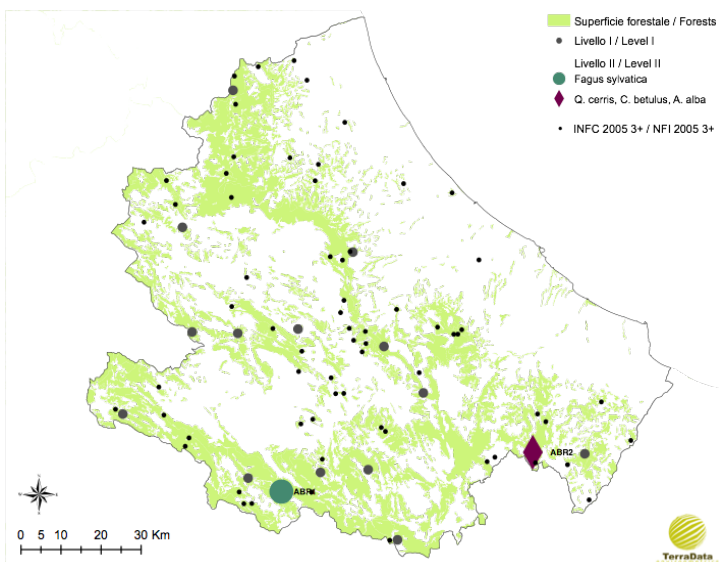 Superficie forestale / Forests
Livello I / Level I
Livello II / Level II
Fagus sylvatica
Q. cerris, C. betulus, A. alba
INFC 2005 3+ / NFI 2005 3+
ABR2
0 5 10 20 30 Km
TerraData